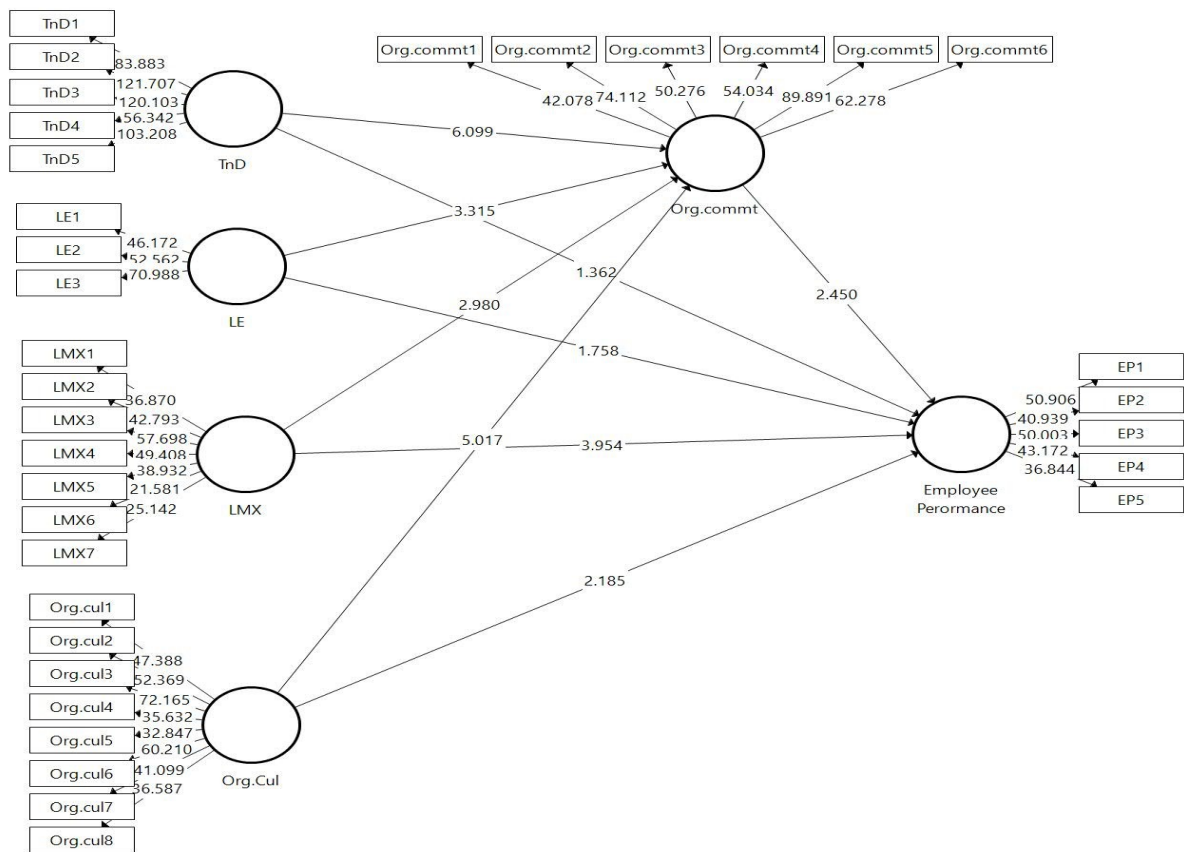 TnD1
TnD2
TnD3
TnD4
TnD5
83.883
121.707
120.103
56.342
103.208
TnD
LE1
LE2
LE3
46.172
52.562
70.988
LE
LMX1
LMX2
LMX3
LMX4
LMX5
LMX6
LMX7
36.870
42.793
57.698
49.408
38.932
21.581
25.142
LMX
Org.cul1
Org.cul2
Org.cul3
Org.cul4
Org.cul5
Org.cul6
Org.cul7
Org.cul8
47.388
52.369
72.165
35.632
32.847
60.210
41.099
36.587
Org.Cul
Org.commt1
Org.commt2
Org.commt3
Org.commt4
Org.commt5
Org.commt6
42.078
74.112
50.276
54.034
89.891
62.278
Org.commt
6.099
3.315
1.362
2.980
2.450
1.758
5.017
3.954
2.185
EP1
EP2
EP3
EP4
EP5
50.906
40.939
50.003
43.172
36.844
Employee
Perormance